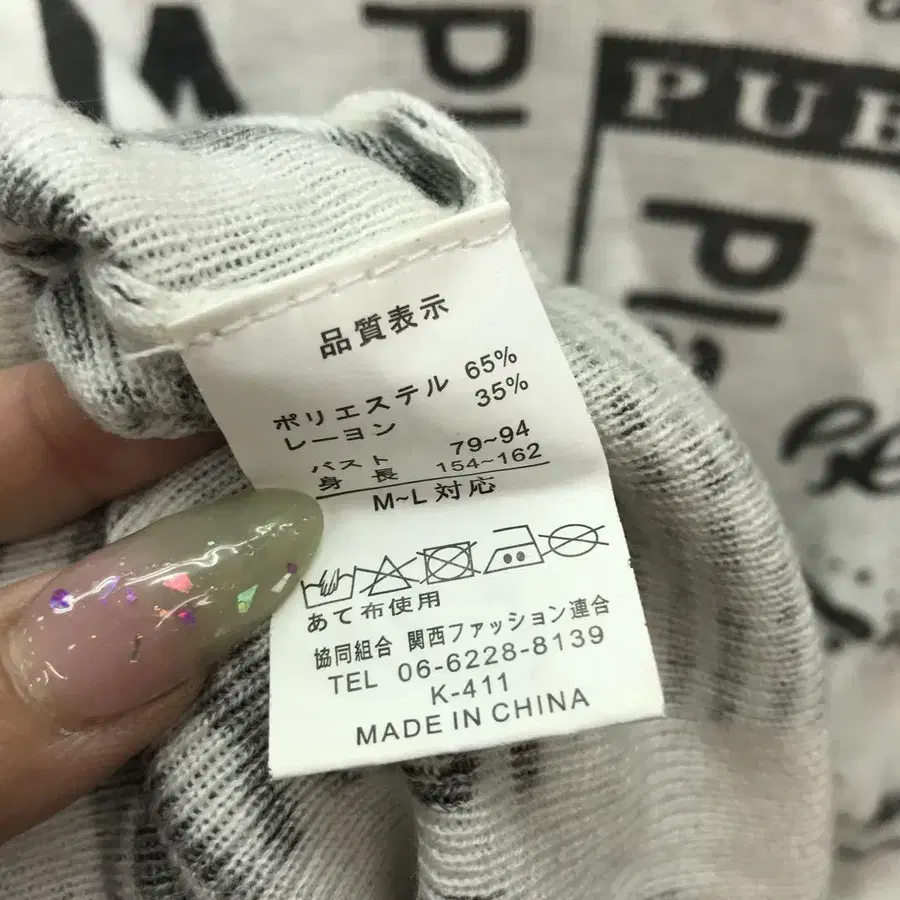 品質表示
ポリエステル 65%
レーヨン 35%
バスト 79~94
身長 154~162
M~L 対応
あて布使用
協同組合 関西ファッション連合
TEL 06-6228-8139
K-411
MADE IN CHINA